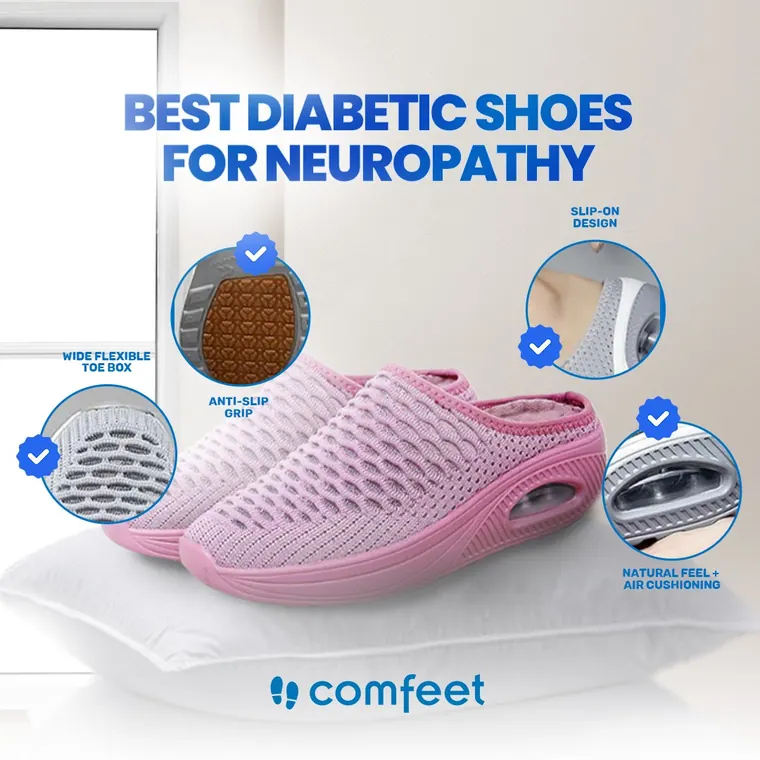 BEST DIABETIC SHOES
FOR NEUROPATHY
SLIP-ON
DESIGN
WIDE FLEXIBLE
TOE BOX
ANTI-SLIP
GRIP
NATURAL FEEL +
AIR CUSHIONING
comfeet